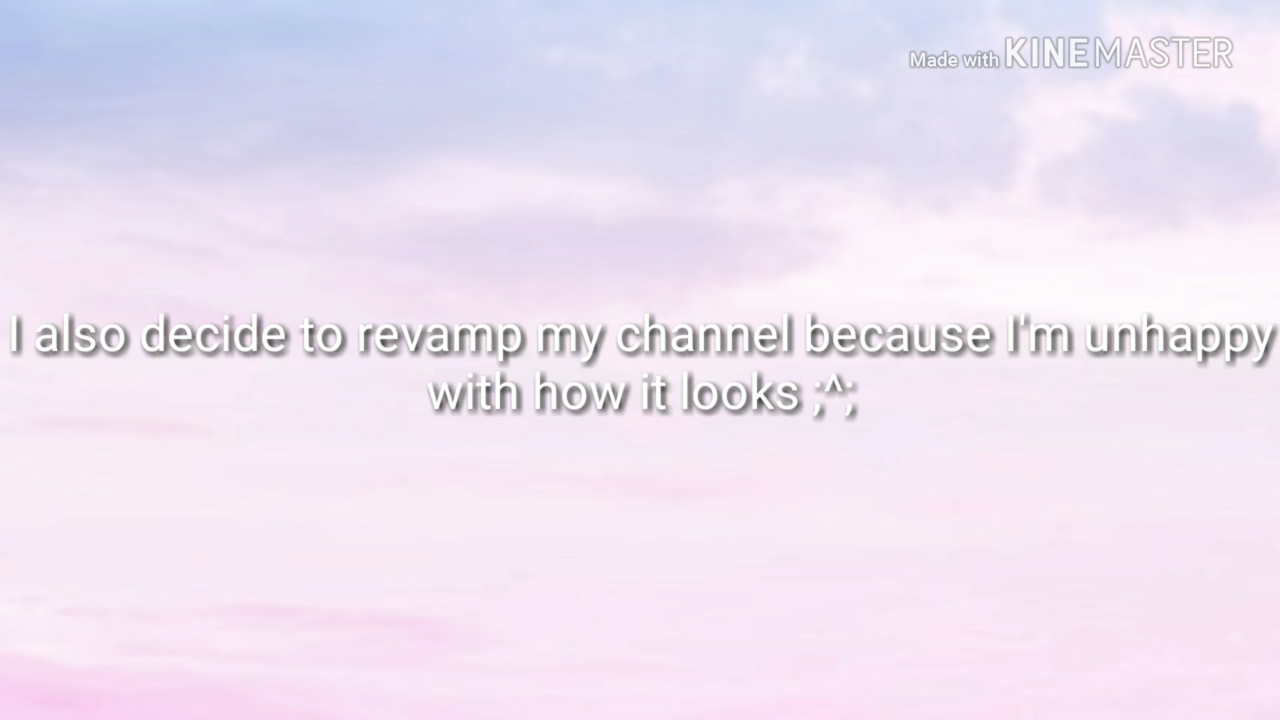 Made with KINEMASTER
I also decide to revamp my channel because I'm unhappy
with how it looks ;^;